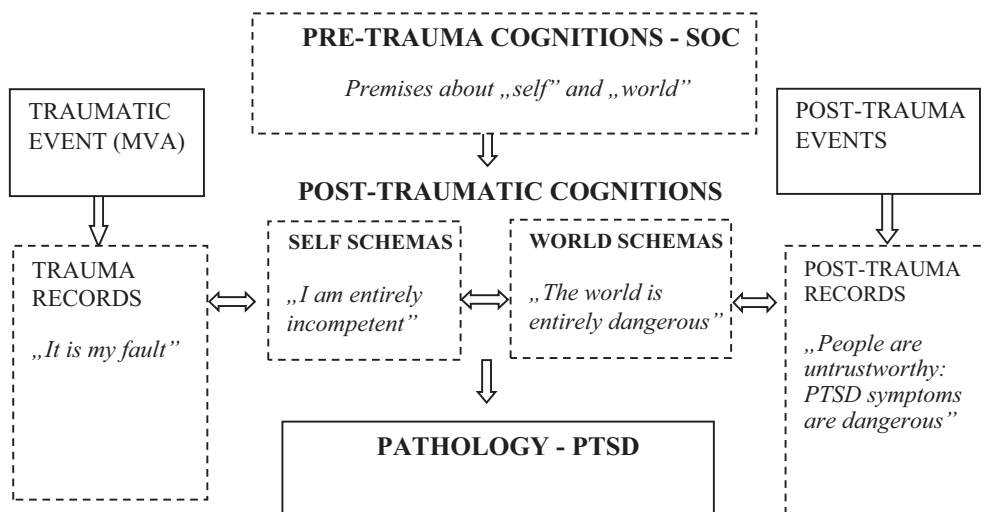 PRE-TRAUMA COGNITIONS - SOC
Premises about „self” and „world”
TRAUMATIC
EVENT (MVA)
POST-TRAUMA
EVENTS
POST-TRAUMATIC COGNITIONS
TRAUMA
RECORDS
„It is my fault”
SELF SCHEMAS
„I am entirely
incompetent”
WORLD SCHEMAS
„The world is
entirely dangerous”
POST-TRAUMA
RECORDS
„People are
untrustworthy:
PTSD symptoms
are dangerous”
PATHOLOGY - PTSD